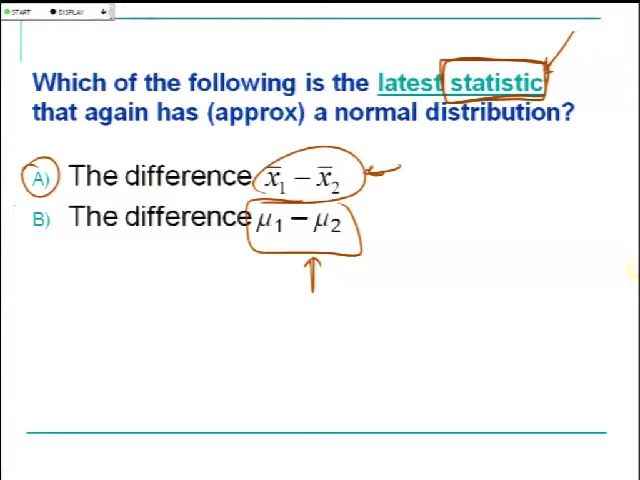 START DISPLAY
Which of the following is the latest statistic
that again has (approx) a normal distribution?
A) The difference x̄₁ − x̄₂
B) The difference μ₁ − μ₂